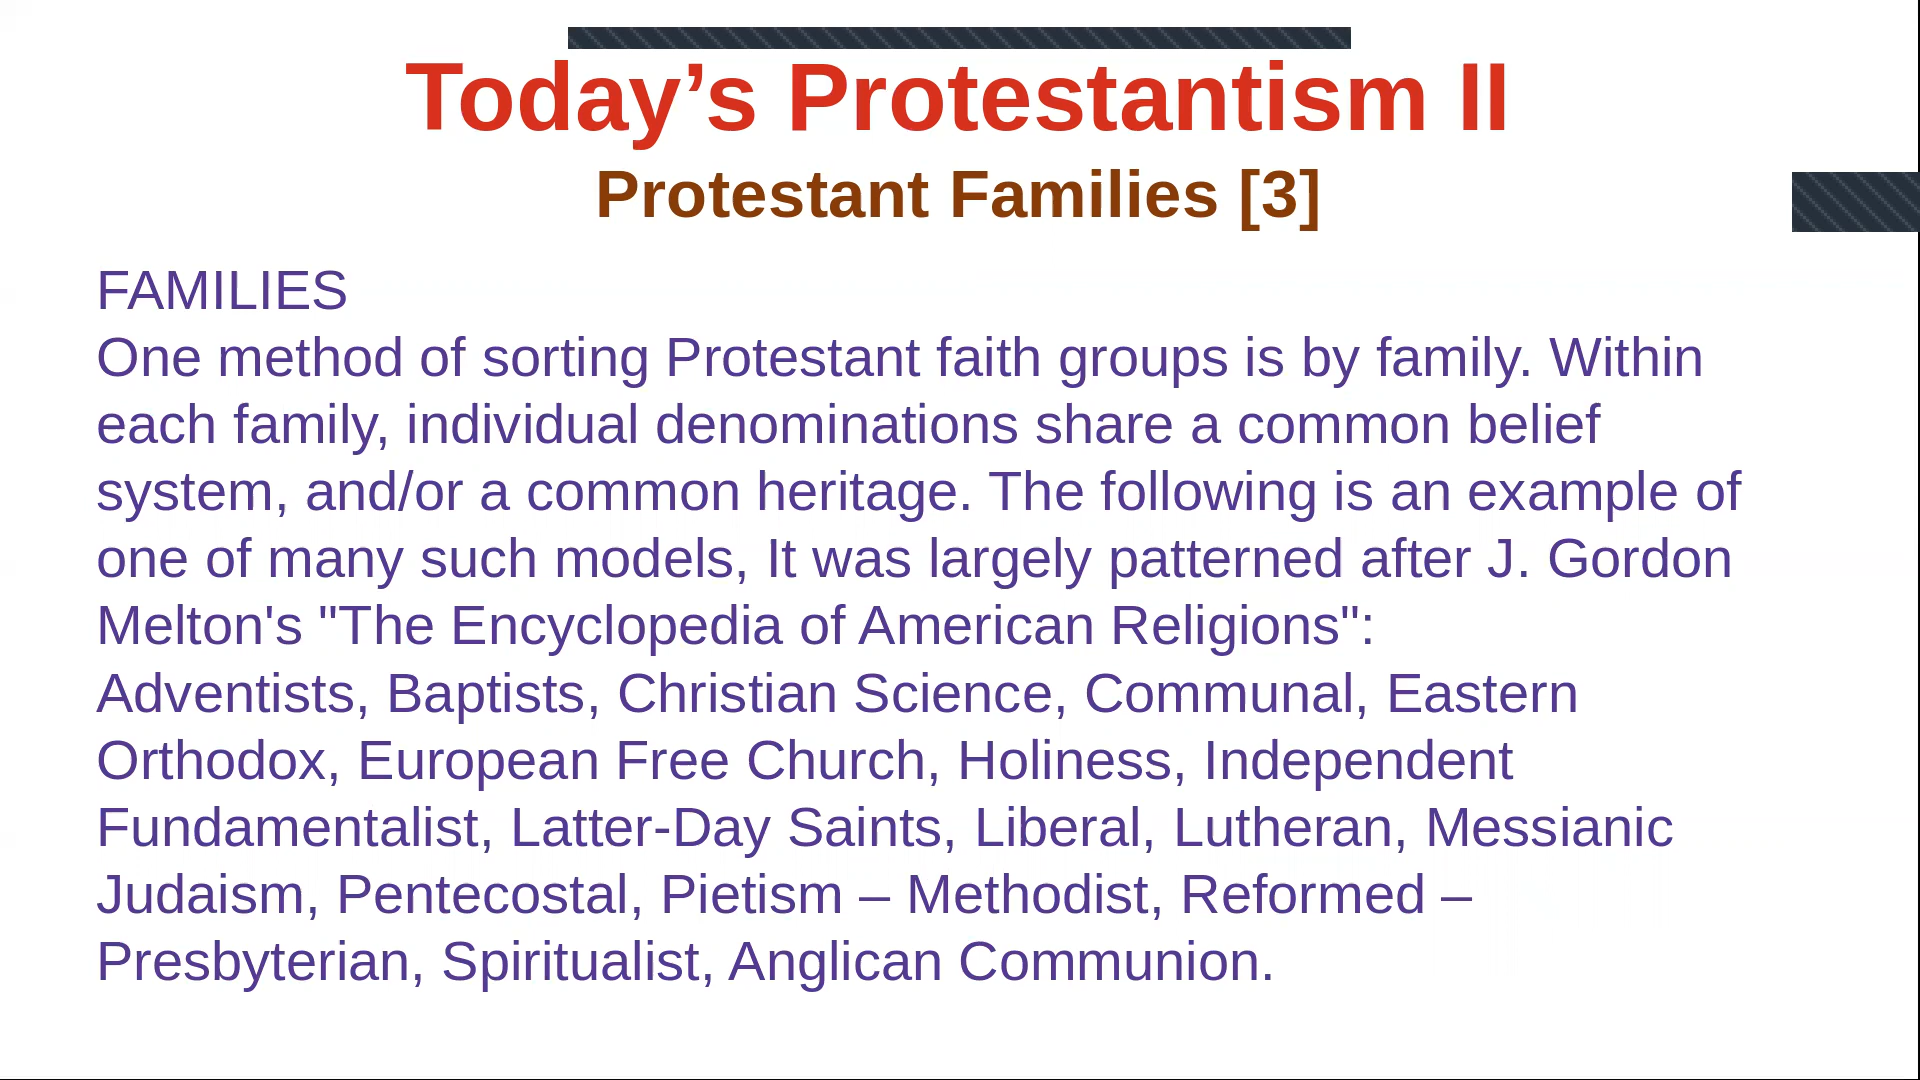 Today’s Protestantism II
Protestant Families [3]
FAMILIES
One method of sorting Protestant faith groups is by family. Within
each family, individual denominations share a common belief
system, and/or a common heritage. The following is an example of
one of many such models, It was largely patterned after J. Gordon
Melton's "The Encyclopedia of American Religions":
Adventists, Baptists, Christian Science, Communal, Eastern
Orthodox, European Free Church, Holiness, Independent
Fundamentalist, Latter-Day Saints, Liberal, Lutheran, Messianic
Judaism, Pentecostal, Pietism – Methodist, Reformed –
Presbyterian, Spiritualist, Anglican Communion.